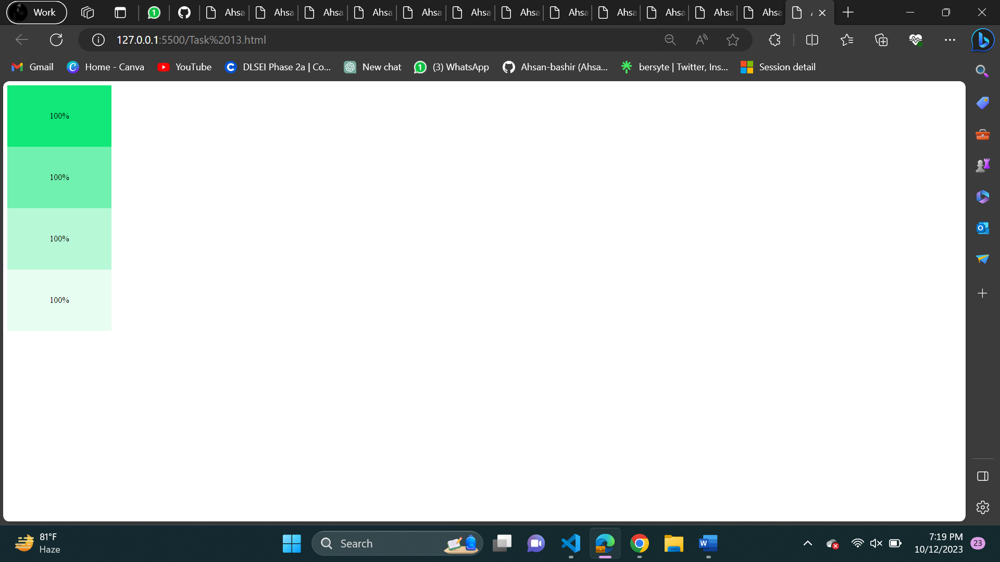 Work
1
Ahsa
Ahsa
Ahsa
Ahsa
Ahsa
Ahsa
Ahsa
Ahsa
Ahsa
Ahsa
Ahsa
Ahsa
127.0.0.1:5500/Task%2013.html
Gmail
Home - Canva
YouTube
DLSEI Phase 2a | Co...
New chat
1
(3) WhatsApp
Ahsan-bashir (Ahsa...
bersyte | Twitter, Ins...
Session detail
100%
100%
100%
100%
81°F
Haze
Search
7:19 PM
10/12/2023
23